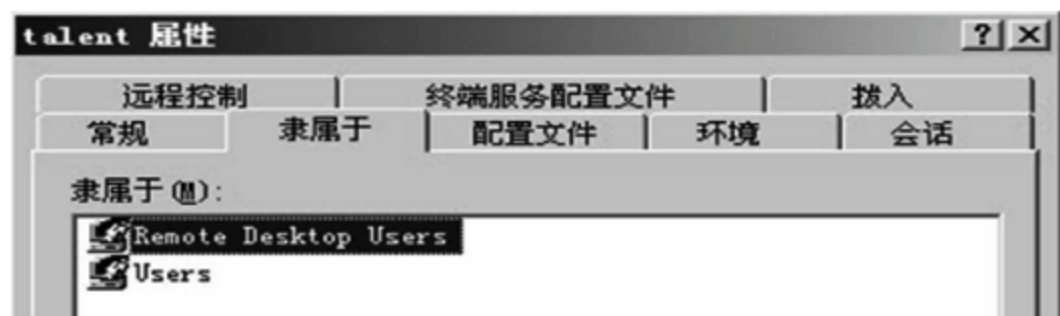 talent 属性
远程控制 终端服务配置文件 拨入
常规 隶属于 配置文件 环境 会话
隶属于(M):
Remote Desktop Users
Users